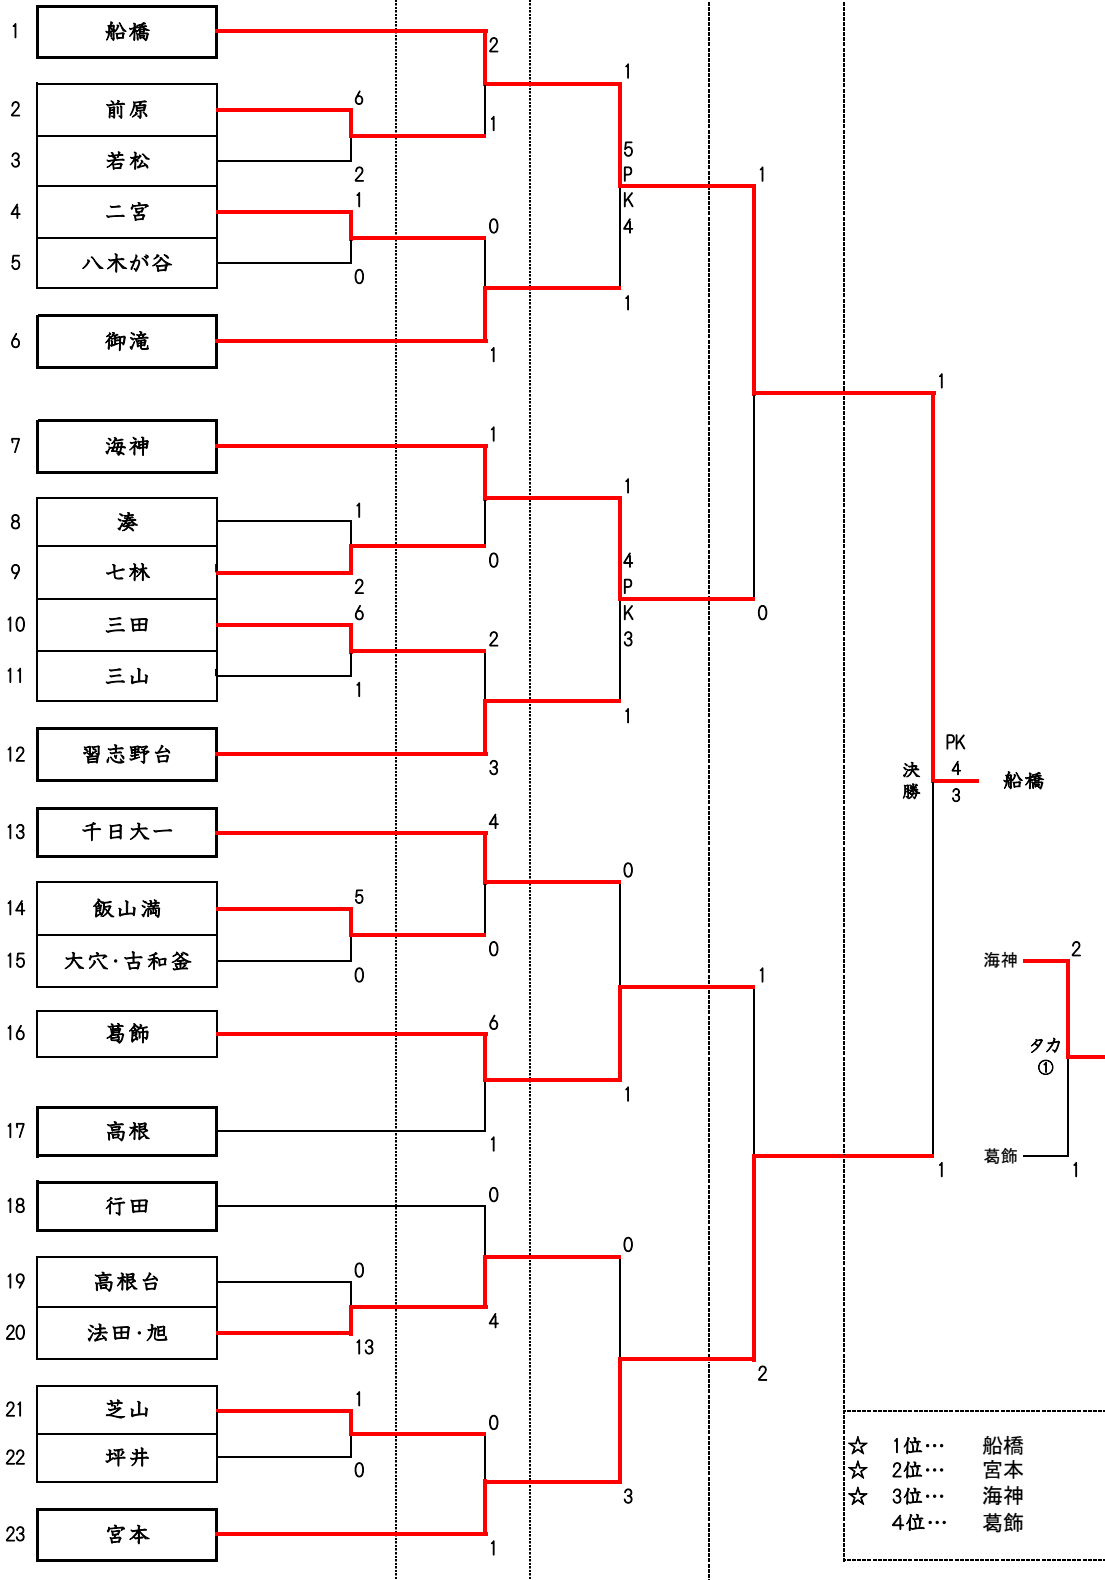 1 船橋
2
1
2 前原
6
5
1
P
3 若松
2
K
1
4 二宮
1
0
4
5 八木が谷
0
1
6 御滝
1
1
7 海神
1
1
8 湊
1
0
4
9 七林
2
P
10 三田
6
K
0
2
3
11 三山
1
1
12 習志野台
3
PK
決勝
4
3
船橋
13 千日大一
4
0
14 飯山満
5
0
海神
2
15 大穴・古和釜
0
1
16 葛飾
6
タカ
①
1
17 高根
1
葛飾
1
1
18 行田
0
0
19 高根台
0
4
20 法田・旭
13
2
21 芝山
1
0
22 坪井
0
3
23 宮本
1
☆ 1位… 船橋
☆ 2位… 宮本
☆ 3位… 海神
4位… 葛飾